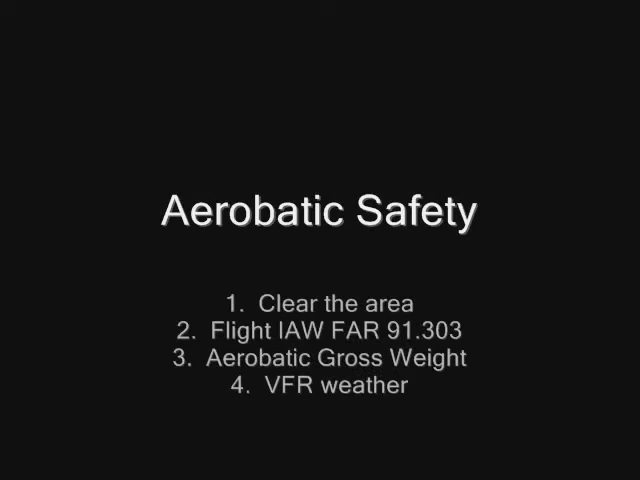 Aerobatic Safety
1. Clear the area
2. Flight IAW FAR 91.303
3. Aerobatic Gross Weight
4. VFR weather